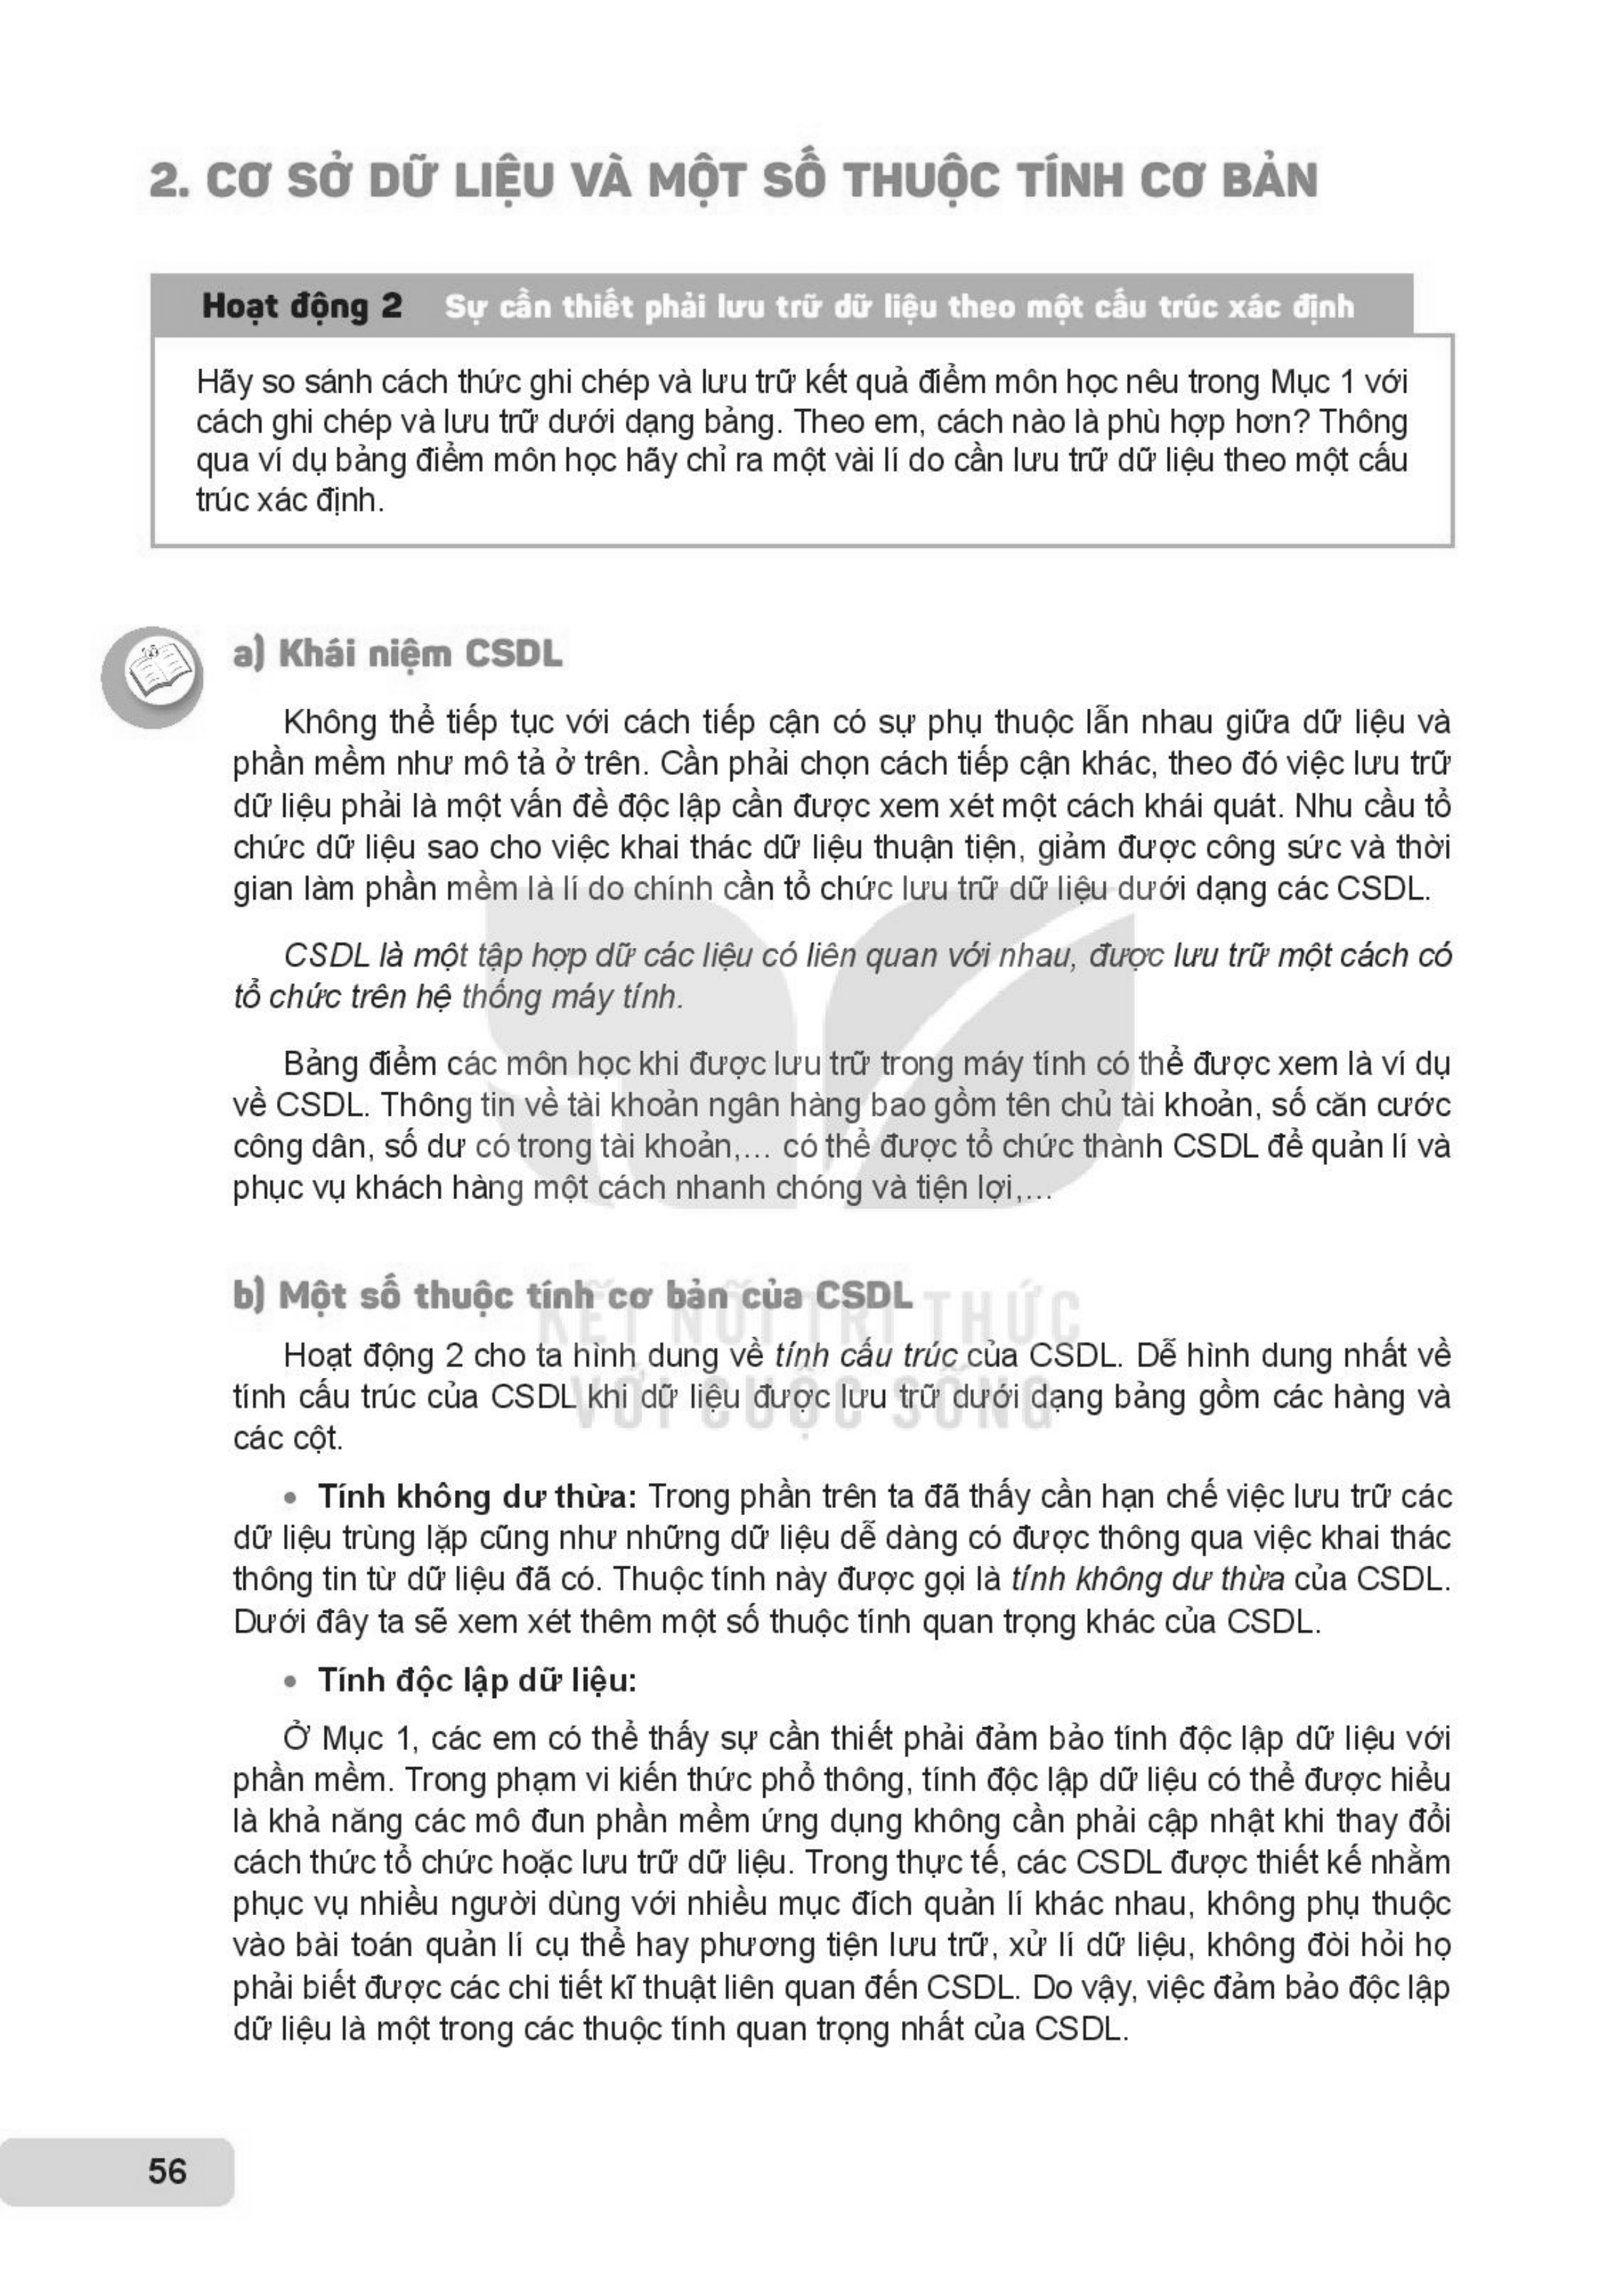 2. CƠ SỞ DỮ LIỆU VÀ MỘT SỐ THUỘC TÍNH CƠ BẢN
Hoạt động 2 Sự cần thiết phải lưu trữ dữ liệu theo một cấu trúc xác định
Hãy so sánh cách thức ghi chép và lưu trữ kết quả điểm môn học nêu trong Mục 1 với
cách ghi chép và lưu trữ dưới dạng bảng. Theo em, cách nào là phù hợp hơn? Thông
qua ví dụ bảng điểm môn học hãy chỉ ra một vài lí do cần lưu trữ dữ liệu theo một cấu
trúc xác định.
a) Khái niệm CSDL
Không thể tiếp tục với cách tiếp cận có sự phụ thuộc lẫn nhau giữa dữ liệu và
phần mềm như mô tả ở trên. Cần phải chọn cách tiếp cận khác, theo đó việc lưu trữ
dữ liệu phải là một vấn đề độc lập cần được xem xét một cách khái quát. Nhu cầu tổ
chức dữ liệu sao cho việc khai thác dữ liệu thuận tiện, giảm được công sức và thời
gian làm phần mềm là lí do chính cần tổ chức lưu trữ dữ liệu dưới dạng các CSDL.
CSDL là một tập hợp dữ các liệu có liên quan với nhau, được lưu trữ một cách có
tổ chức trên hệ thống máy tính.
Bảng điểm các môn học khi được lưu trữ trong máy tính có thể được xem là ví dụ
về CSDL. Thông tin về tài khoản ngân hàng bao gồm tên chủ tài khoản, số căn cước
công dân, số dư có trong tài khoản,... có thể được tổ chức thành CSDL để quản lí và
phục vụ khách hàng một cách nhanh chóng và tiện lợi,...
b) Một số thuộc tính cơ bản của CSDL
KẾT NỐI TRI THỨC
Hoạt động 2 cho ta hình dung về tính cấu trúc của CSDL. Dễ hình dung nhất về
tính cấu trúc của CSDL khi dữ liệu được lưu trữ dưới dạng bảng gồm các hàng và
VỚI CUỘC SỐNG
các cột.
• Tính không dư thừa: Trong phần trên ta đã thấy cần hạn chế việc lưu trữ các
dữ liệu trùng lặp cũng như những dữ liệu dễ dàng có được thông qua việc khai thác
thông tin từ dữ liệu đã có. Thuộc tính này được gọi là tính không dư thừa của CSDL.
Dưới đây ta sẽ xem xét thêm một số thuộc tính quan trọng khác của CSDL.
• Tính độc lập dữ liệu:
Ở Mục 1, các em có thể thấy sự cần thiết phải đảm bảo tính độc lập dữ liệu với
phần mềm. Trong phạm vi kiến thức phổ thông, tính độc lập dữ liệu có thể được hiểu
là khả năng các mô đun phần mềm ứng dụng không cần phải cập nhật khi thay đổi
cách thức tổ chức hoặc lưu trữ dữ liệu. Trong thực tế, các CSDL được thiết kế nhằm
phục vụ nhiều người dùng với nhiều mục đích quản lí khác nhau, không phụ thuộc
vào bài toán quản lí cụ thể hay phương tiện lưu trữ, xử lí dữ liệu, không đòi hỏi họ
phải biết được các chi tiết kĩ thuật liên quan đến CSDL. Do vậy, việc đảm bảo độc lập
dữ liệu là một trong các thuộc tính quan trọng nhất của CSDL.
56